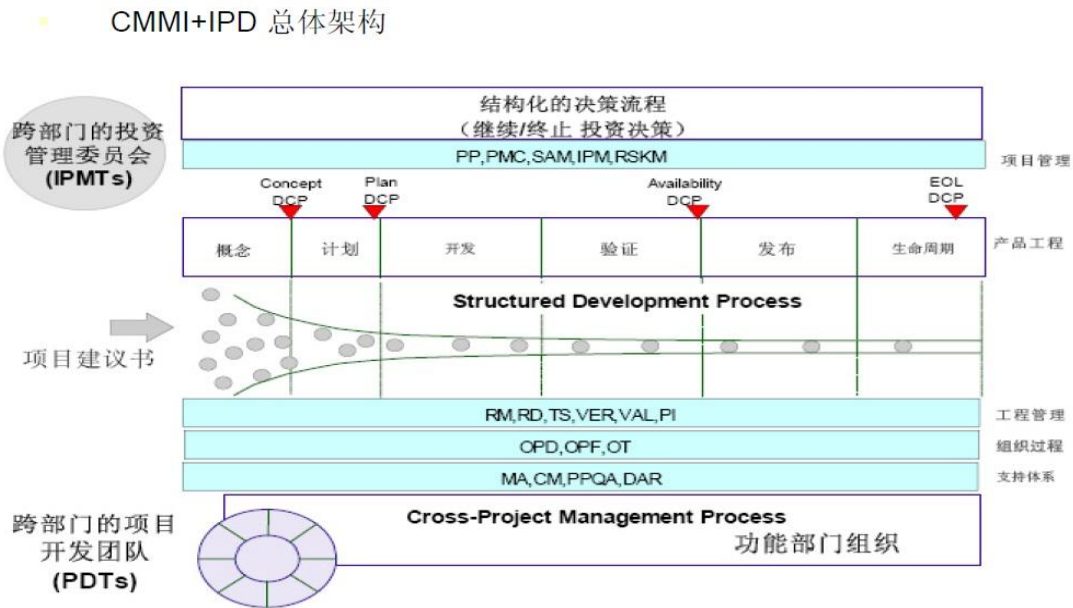 CMMI+IPD 总体架构
跨部门的投资
管理委员会
(IPMTs)
结构化的决策流程
（继续/终止 投资决策）
PP,PMC,SAM,IPM,RSKM
项目管理
Concept
DCP
Plan
DCP
Availability
DCP
EOL
DCP
概念
计划
开发
验证
发布
生命周期
产品工程
Structured Development Process
项目建议书
RM,RD,TS,VER,VAL,PI
工程管理
OPD,OPF,OT
组织过程
MA,CM,PPQA,DAR
支持体系
跨部门的项目
开发团队
(PDTs)
Cross-Project Management Process
功能部门组织